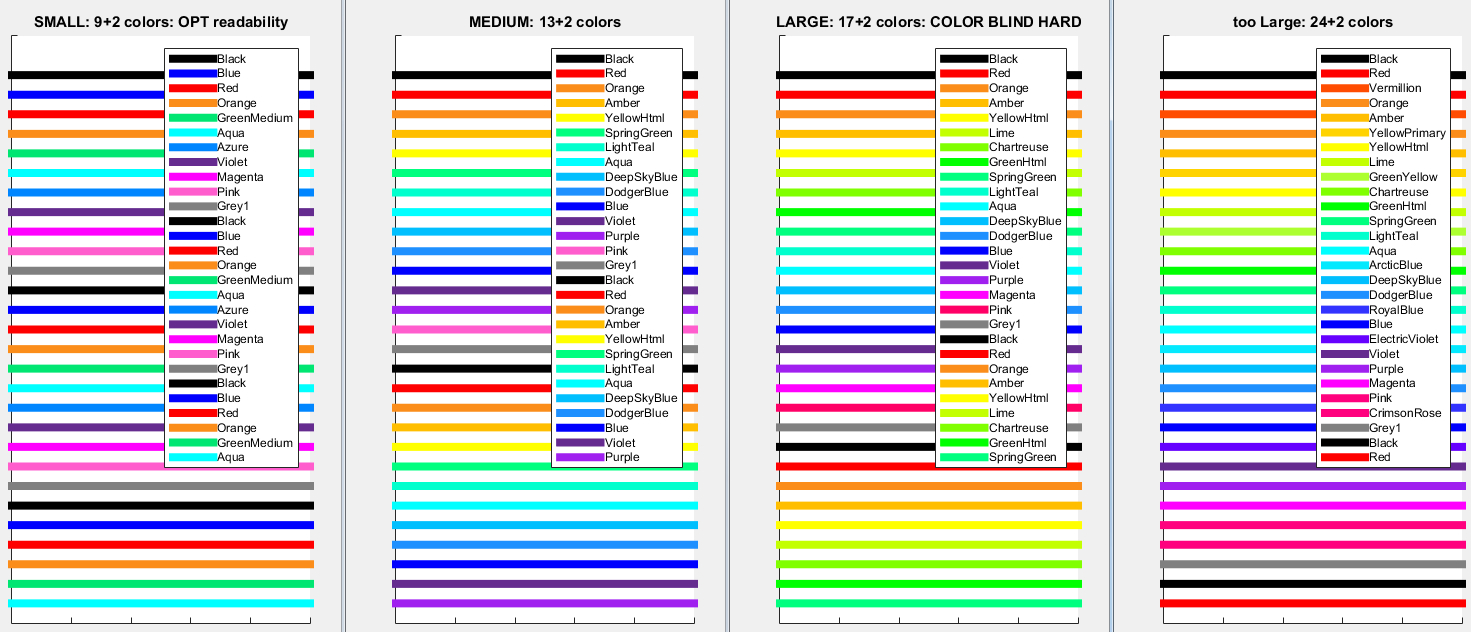 SMALL: 9+2 colors: OPT readability
Black
Blue
Red
Orange
GreenMedium
Aqua
Azure
Violet
Magenta
Pink
Grey1
Black
Blue
Red
Orange
GreenMedium
Aqua
Azure
Violet
Magenta
Pink
Grey1
Black
Blue
Red
Orange
GreenMedium
Aqua
MEDIUM: 13+2 colors
Black
Red
Orange
Amber
YellowHtml
SpringGreen
LightTeal
Aqua
DeepSkyBlue
DodgerBlue
Blue
Violet
Purple
Pink
Grey1
Black
Red
Orange
Amber
YellowHtml
SpringGreen
LightTeal
Aqua
DeepSkyBlue
DodgerBlue
Blue
Violet
Purple
LARGE: 17+2 colors: COLOR BLIND HARD
Black
Red
Orange
Amber
YellowHtml
Lime
Chartreuse
GreenHtml
SpringGreen
LightTeal
Aqua
DeepSkyBlue
DodgerBlue
Blue
Violet
Purple
Magenta
Pink
Grey1
Black
Red
Orange
Amber
YellowHtml
Lime
Chartreuse
GreenHtml
SpringGreen
too Large: 24+2 colors
Black
Red
Vermillion
Orange
Amber
YellowPrimary
YellowHtml
Lime
GreenYellow
Chartreuse
GreenHtml
SpringGreen
LightTeal
Aqua
ArcticBlue
DeepSkyBlue
DodgerBlue
RoyalBlue
Blue
ElectricViolet
Violet
Purple
Magenta
Pink
CrimsonRose
Grey1
Black
Red